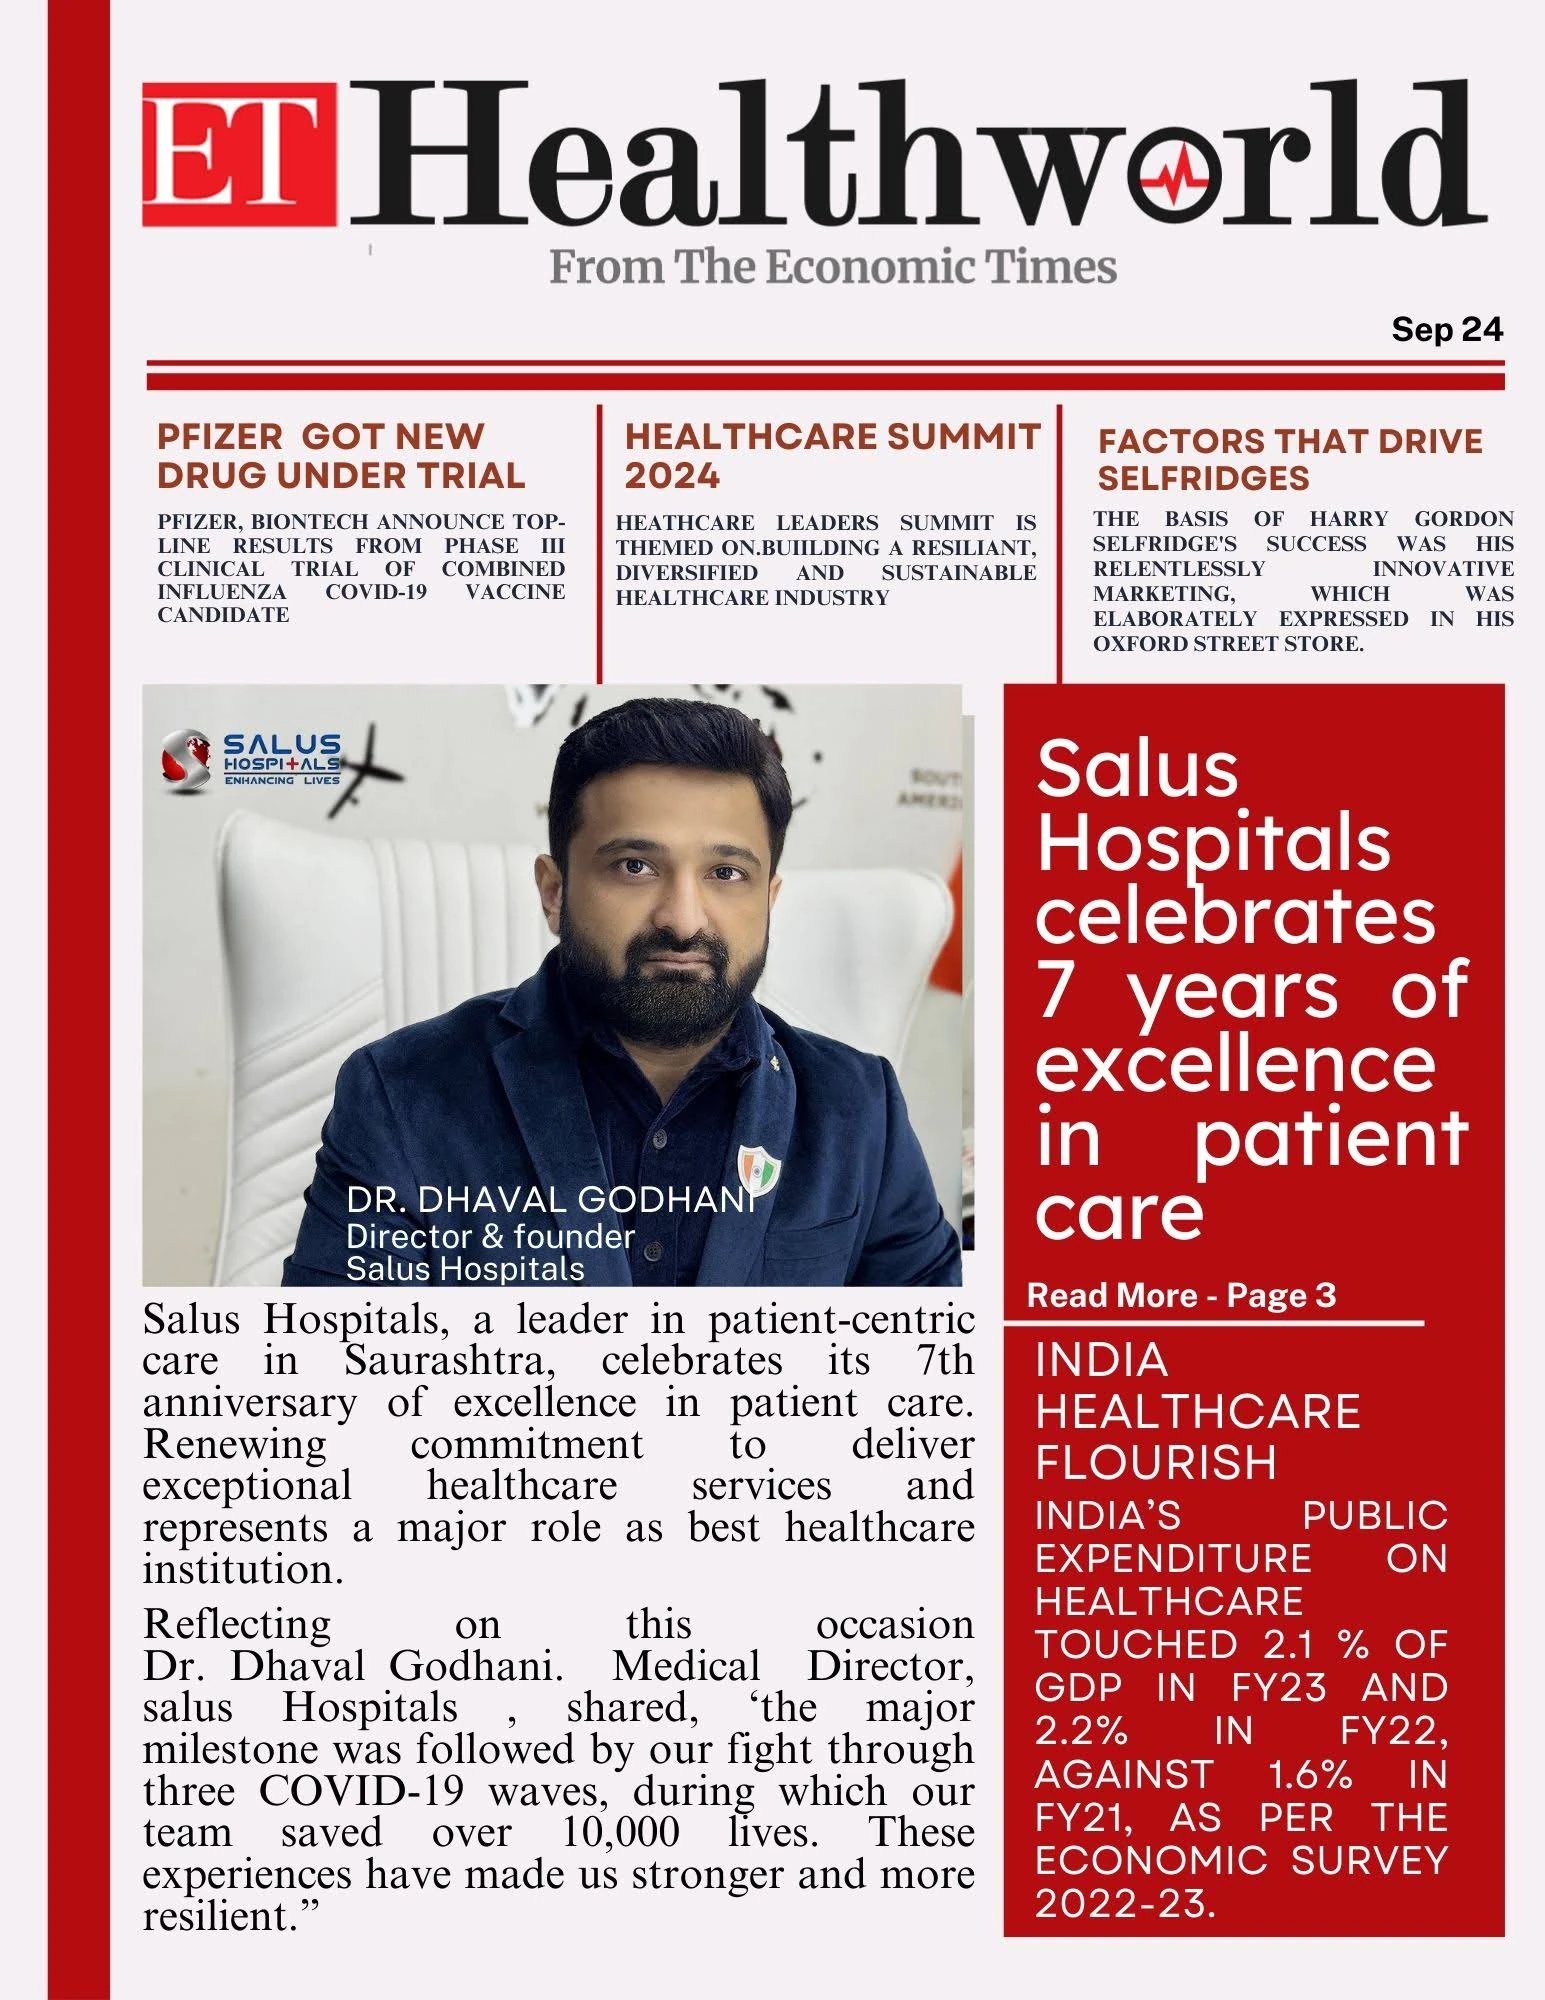 ET Healthworld
From The Economic Times
Sep 24
PFIZER GOT NEW
DRUG UNDER TRIAL
PFIZER, BIONTECH ANNOUNCE TOP-
LINE RESULTS FROM PHASE III
CLINICAL TRIAL OF COMBINED
INFLUENZA COVID-19 VACCINE
CANDIDATE
HEALTHCARE SUMMIT
2024
HEATHCARE LEADERS SUMMIT IS
THEMED ON.BUIILDING A RESILIANT,
DIVERSIFIED AND SUSTAINABLE
HEALTHCARE INDUSTRY
FACTORS THAT DRIVE
SELFRIDGES
THE BASIS OF HARRY GORDON
SELFRIDGE'S SUCCESS WAS HIS
RELENTLESSLY INNOVATIVE
MARKETING, WHICH WAS
ELABORATELY EXPRESSED IN HIS
OXFORD STREET STORE.
SALUS
HOSPITALS
ENHANCING LIVES
SOUT
AMERI
DR. DHAVAL GODHANI
Director & founder
Salus Hospitals
Salus
Hospitals
celebrates
7 years of
excellence
in patient
care
Read More - Page 3
Salus Hospitals, a leader in patient-centric
care in Saurashtra, celebrates its 7th
anniversary of excellence in patient care.
Renewing commitment to deliver
exceptional healthcare services and
represents a major role as best healthcare
institution.
Reflecting on this occasion
Dr. Dhaval Godhani. Medical Director,
salus Hospitals , shared, ‘the major
milestone was followed by our fight through
three COVID-19 waves, during which our
team saved over 10,000 lives. These
experiences have made us stronger and more
resilient.”
INDIA
HEALTHCARE
FLOURISH
INDIA’S PUBLIC
EXPENDITURE ON
HEALTHCARE
TOUCHED 2.1 % OF
GDP IN FY23 AND
2.2% IN FY22,
AGAINST 1.6% IN
FY21, AS PER THE
ECONOMIC SURVEY
2022-23.